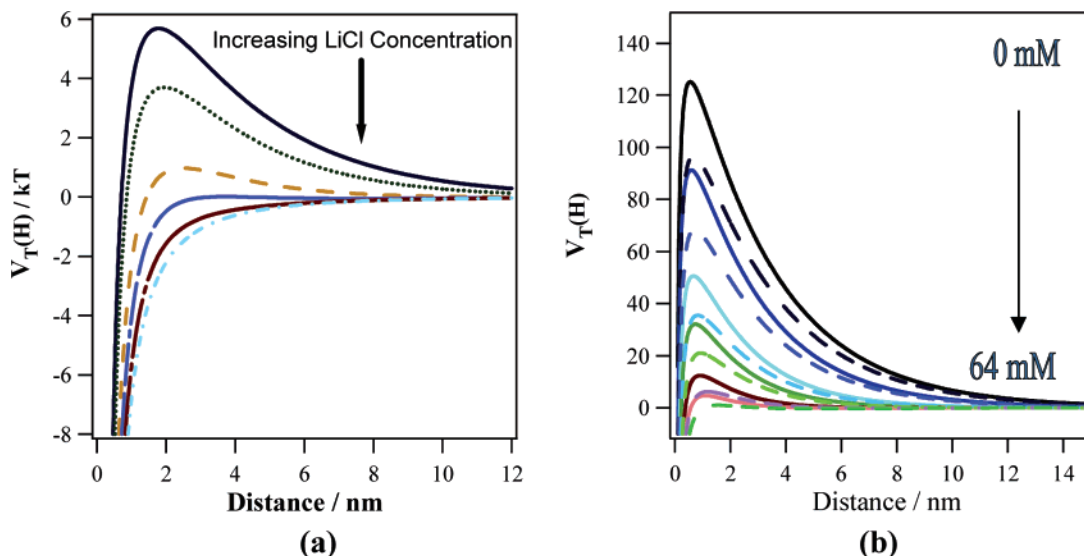 6
4
2
0
-2
-4
-6
-8
V_T(H) / kT
Increasing LiCl Concentration
0 2 4 6 8 10 12
Distance / nm
(a)
140
120
100
80
60
40
20
0
V_T(H)
0 mM
64 mM
0 2 4 6 8 10 12 14
Distance / nm
(b)